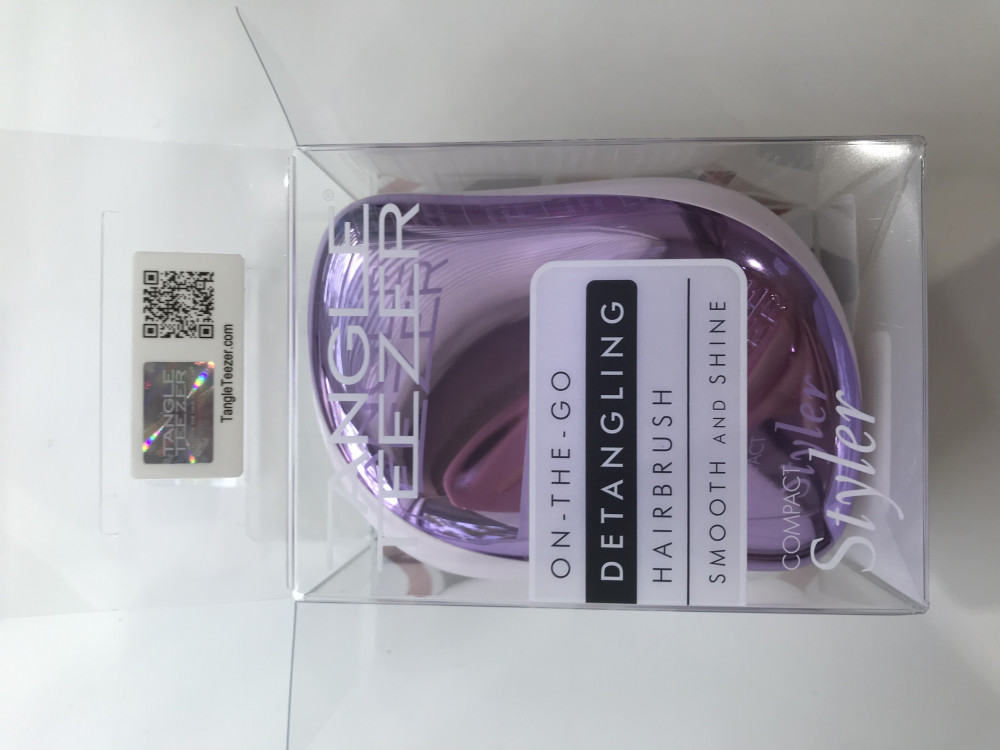 TANGLE
TEEZER
TangleTeezer.com
TANGLE
TEEZER®
ON-THE-GO
DETANGLING
HAIRBRUSH
SMOOTH AND SHINE
COMPACT
Styler